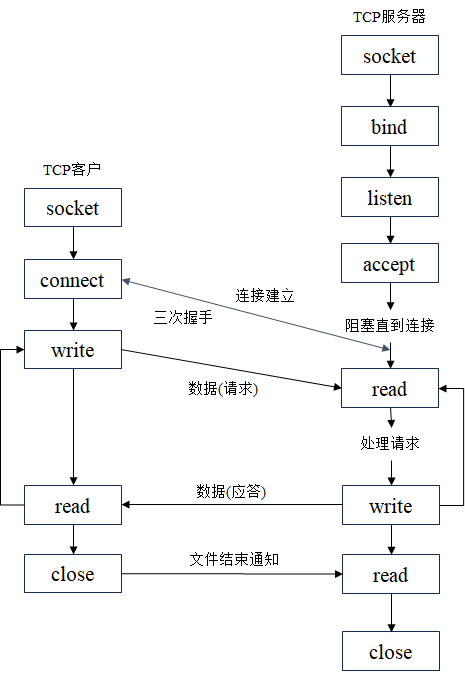 TCP服务器
socket
bind
listen
TCP客户
socket
accept
connect
连接建立
三次握手
阻塞直到连接
write
read
数据(请求)
处理请求
read
数据(应答)
write
close
文件结束通知
read
close